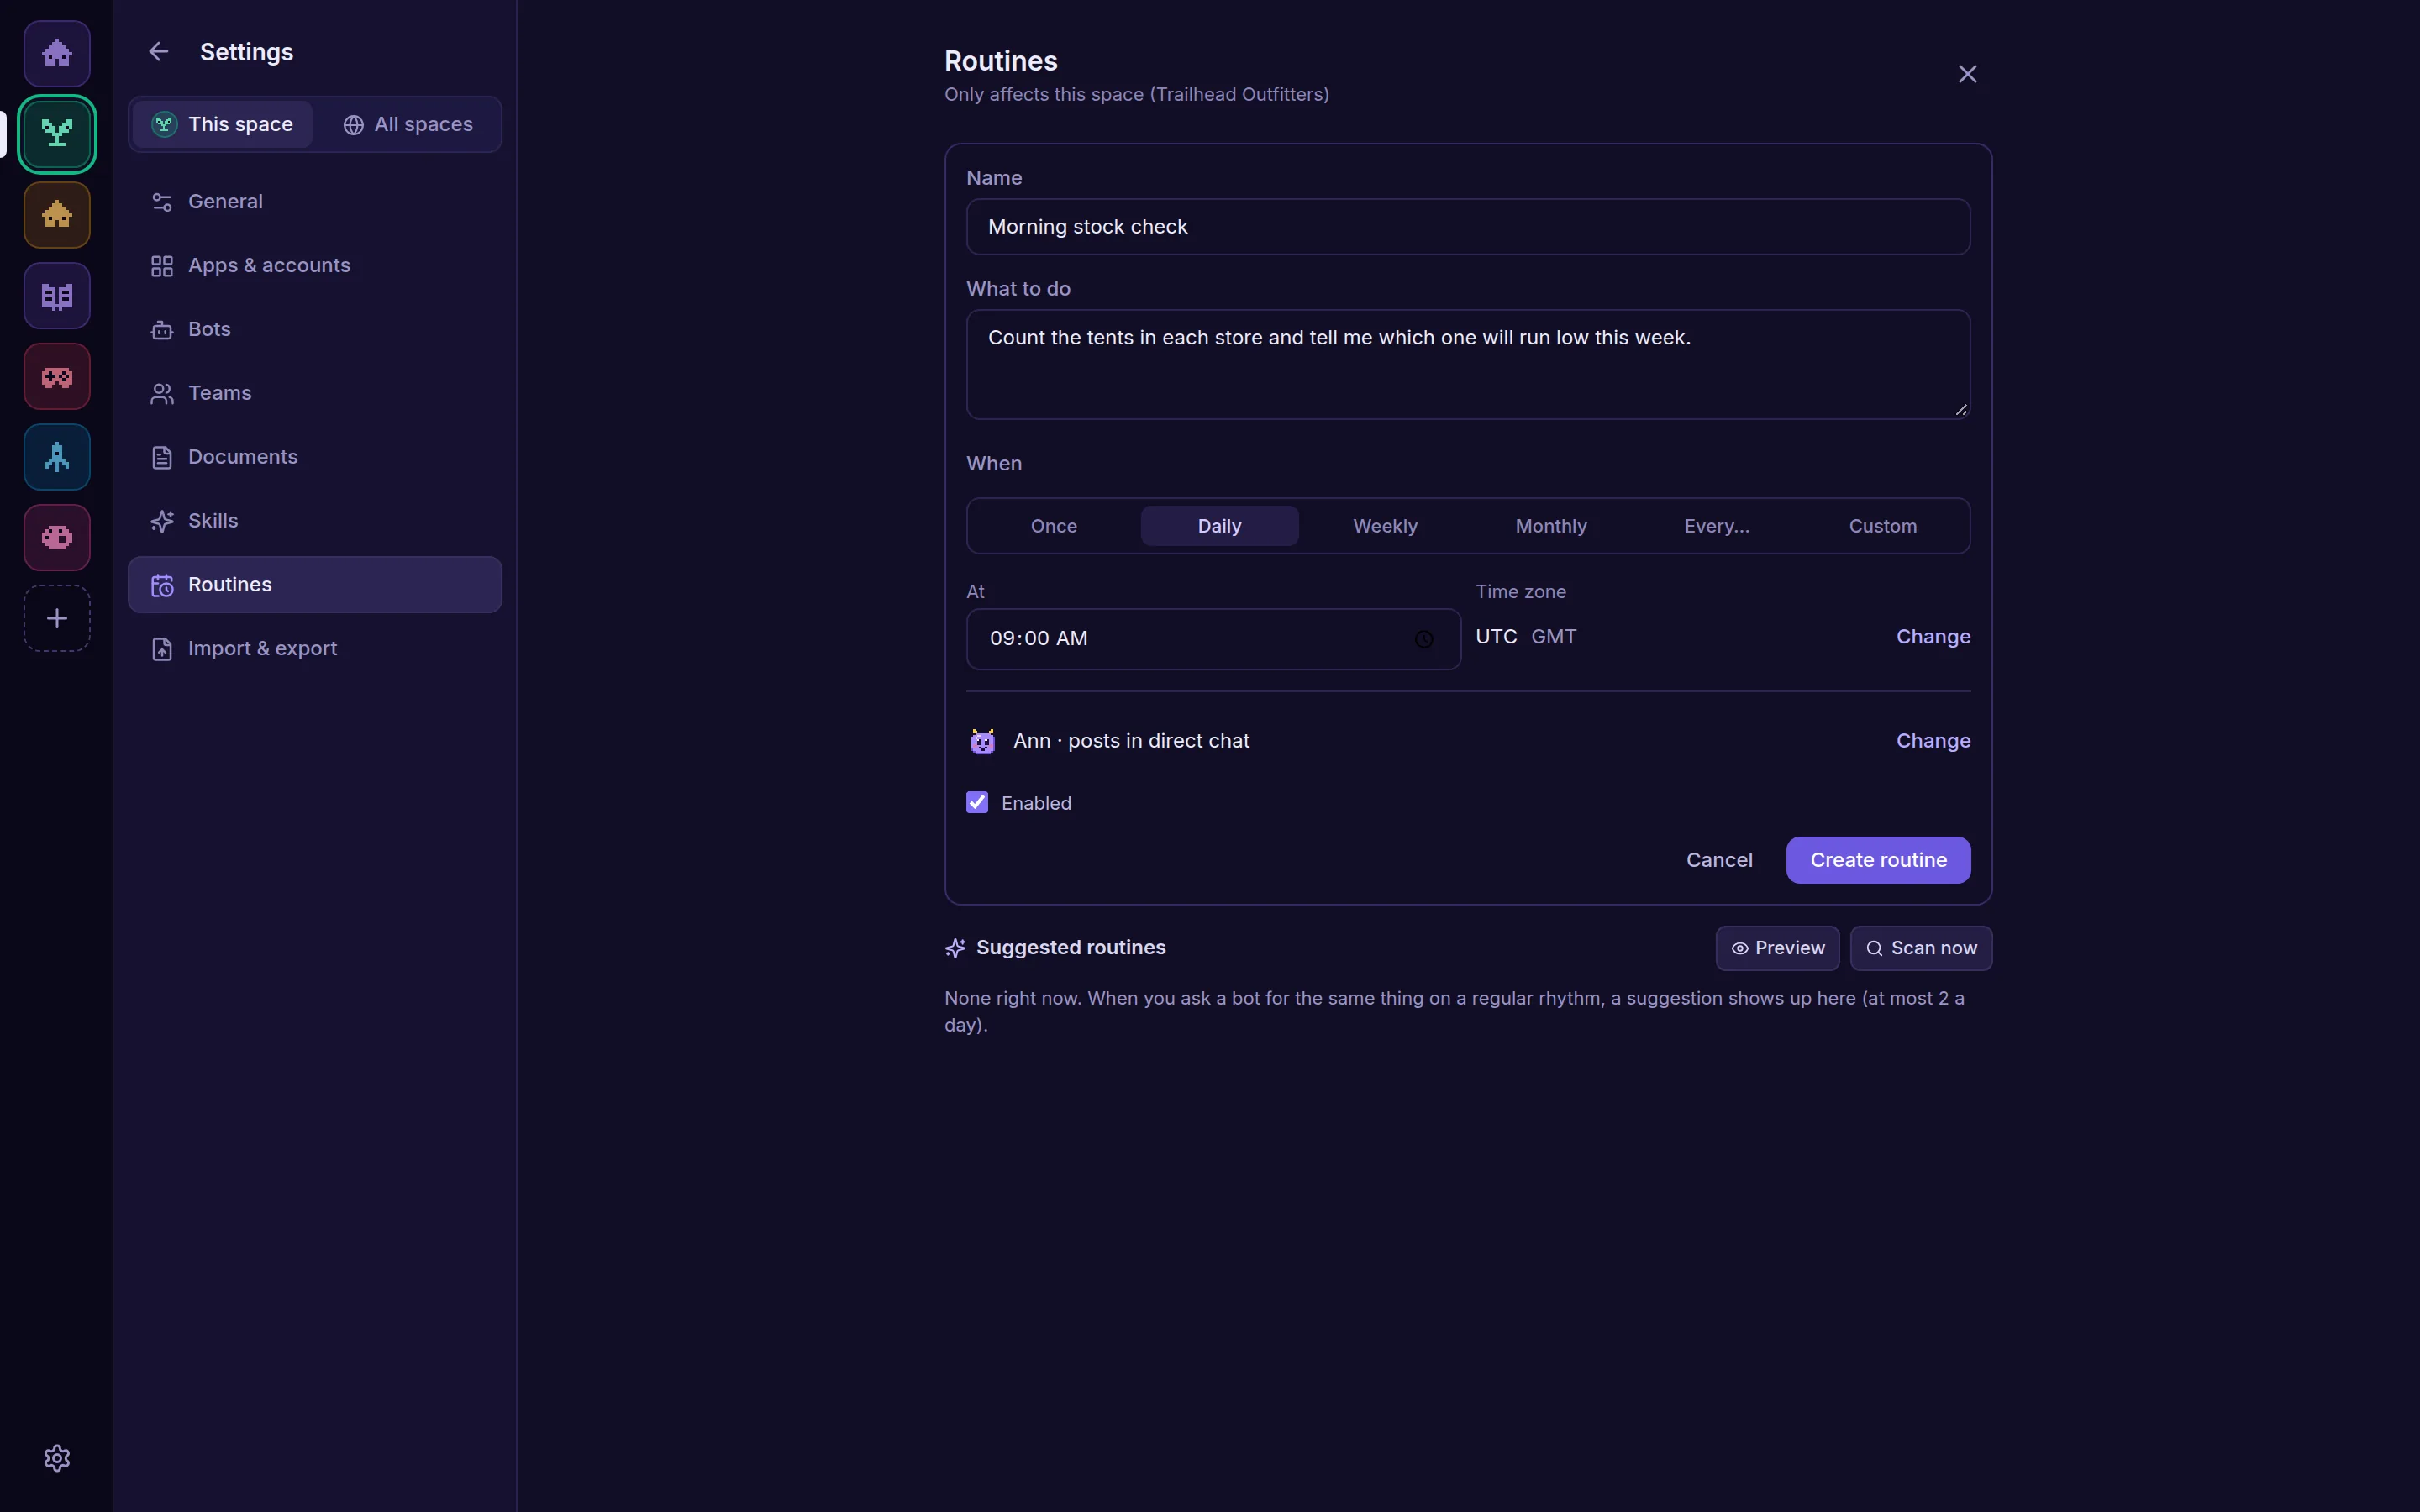 Settings
This space
All spaces
General
Apps & accounts
Bots
Teams
Documents
Skills
Routines
Import & export
Routines
Only affects this space (Trailhead Outfitters)
Name
Morning stock check
What to do
Count the tents in each store and tell me which one will run low this week.
When
Once Daily Weekly Monthly Every... Custom
At
Time zone
09:00 AM
UTC GMT Change
Ann · posts in direct chat Change
Enabled
Cancel Create routine
Suggested routines Preview Scan now
None right now. When you ask a bot for the same thing on a regular rhythm, a suggestion shows up here (at most 2 a
day).